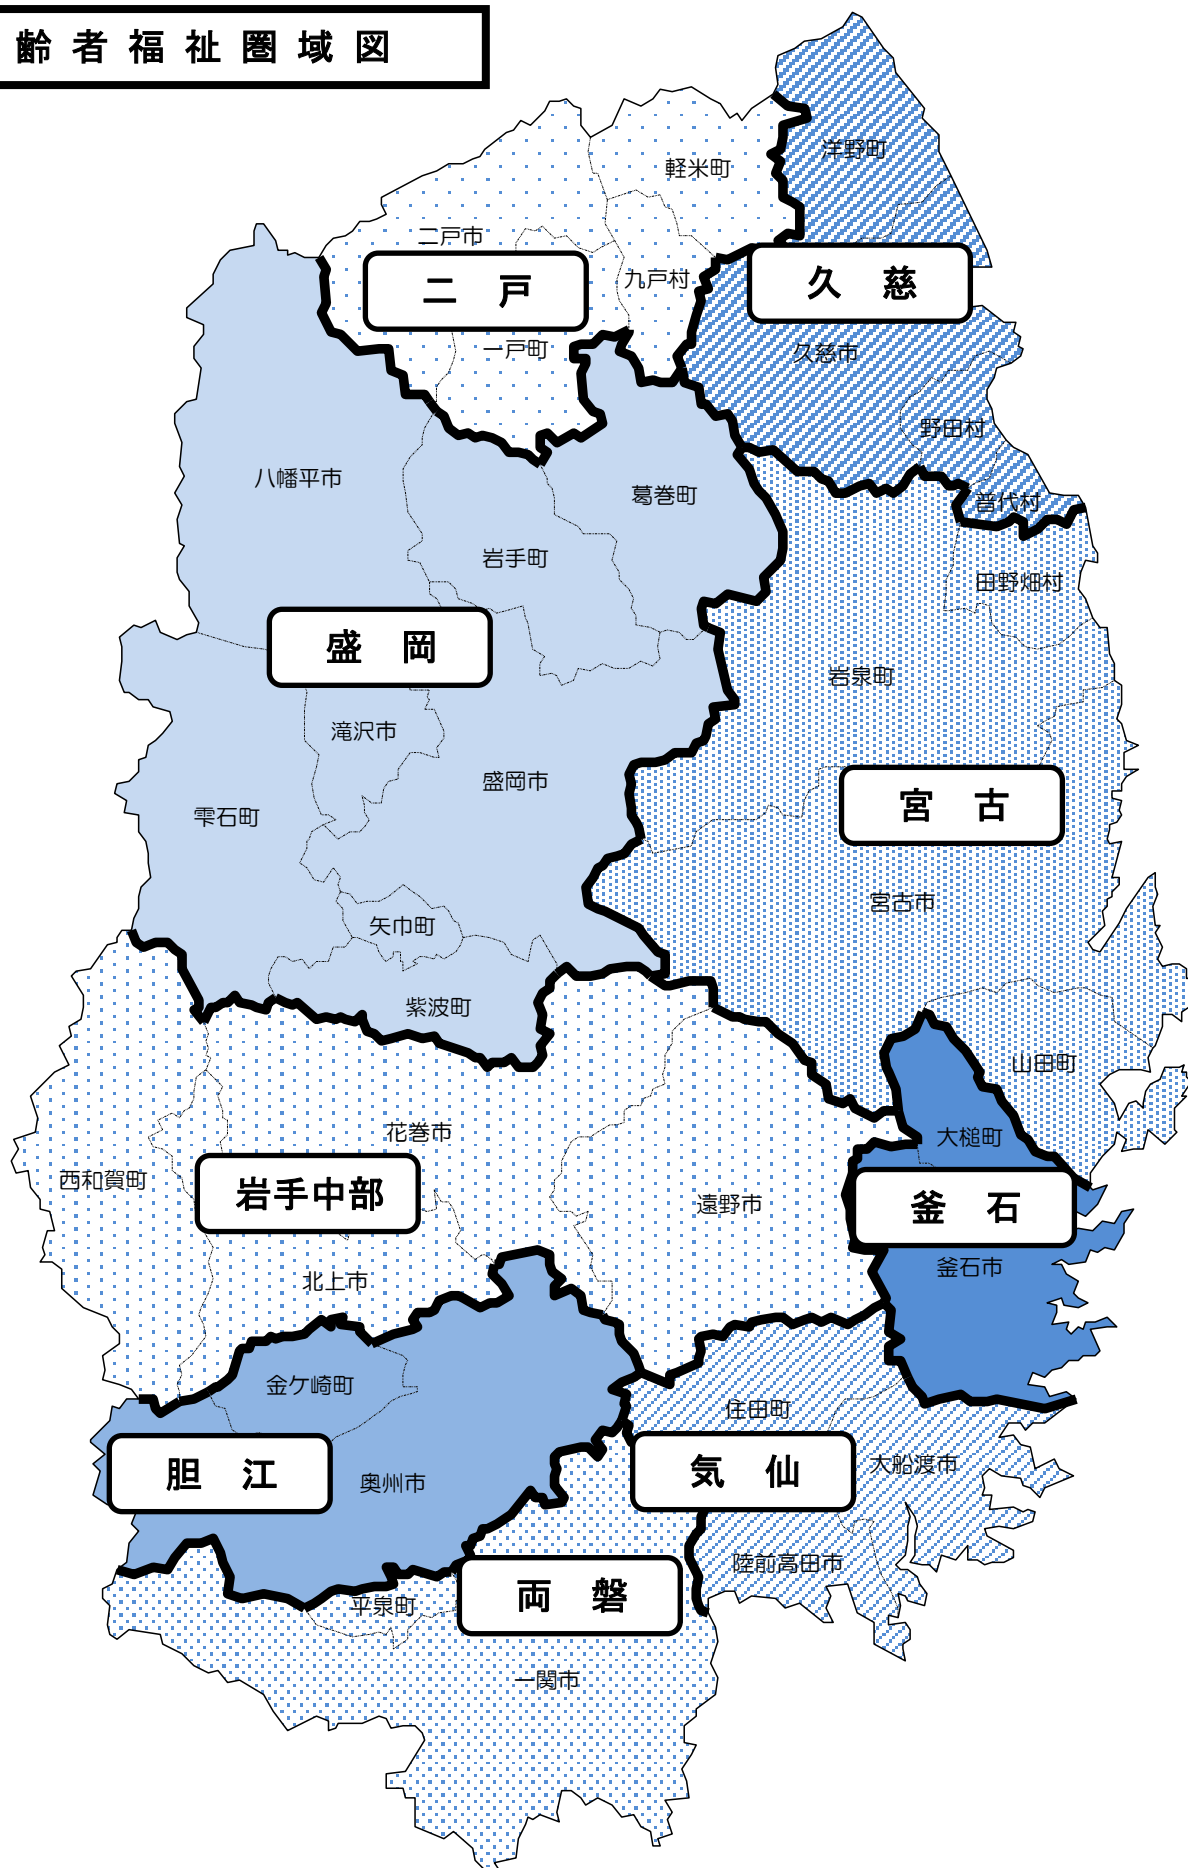 齢者福祉圏域図
洋野町
軽米町
二戸市
二戸
九戸村
久慈
一戸町
久慈市
野田村
八幡平市
葛巻町
普代村
岩手町
田野畑村
盛岡
岩泉町
滝沢市
盛岡市
宮古
雫石町
宮古市
矢巾町
紫波町
山田町
花巻市
大槌町
西和賀町
岩手中部
遠野市
釜石
北上市
釜石市
金ケ崎町
住田町
胆江
奥州市
気仙
大船渡市
陸前高田市
平泉町
両磐
一関市